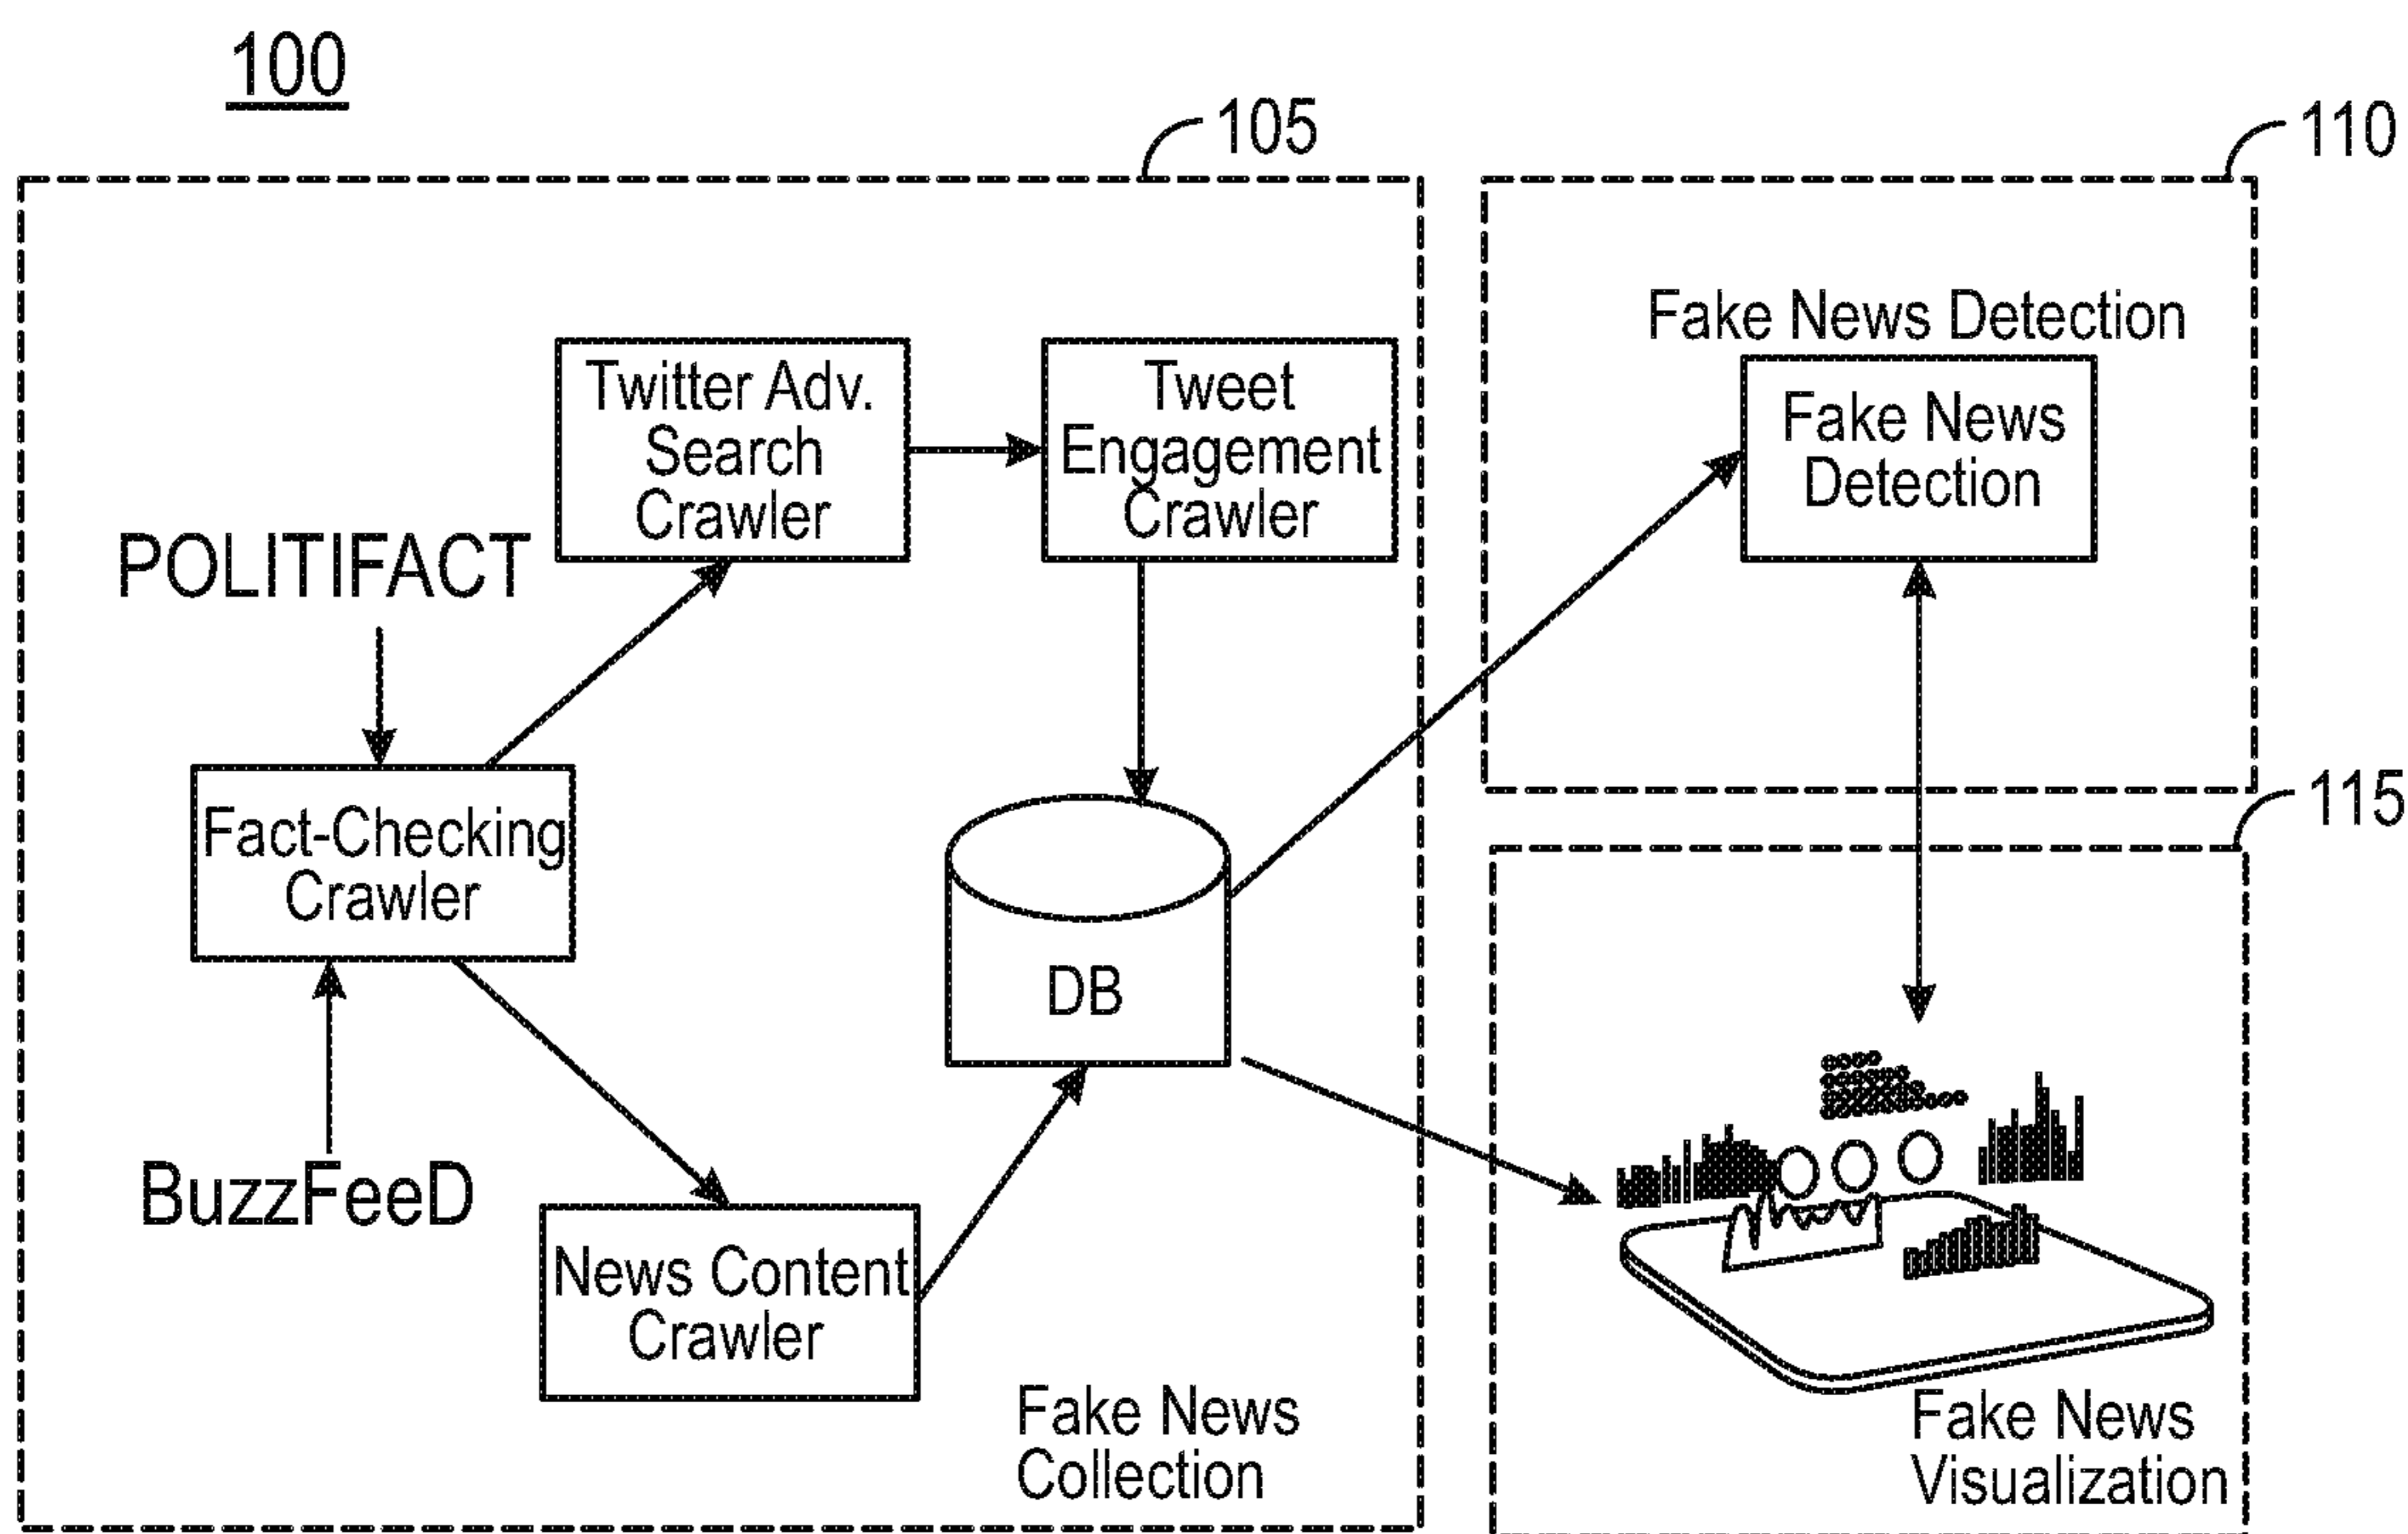 100
105
110
Fake News Detection
Twitter Adv.
Search
Crawler
Tweet
Engagement
Crawler
Fake News
Detection
POLITIFACT
115
Fact-Checking
Crawler
DB
BuzzFeeD
News Content
Crawler
Fake News
Collection
Fake News
Visualization